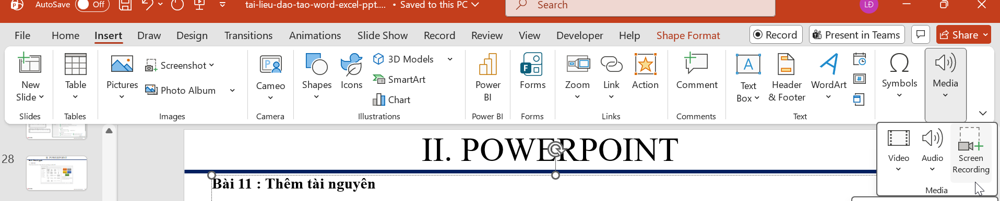 AutoSave Off tai-lieu-dao-tao-word-excel-ppt.... • Saved to this PC Search LĐ
File Home Insert Draw Design Transitions Animations Slide Show Record Review View Developer Help Shape Format Record Present in Teams Share
New Slide
Slides
Table
Tables
Pictures
Screenshot
Photo Album
Images
Cameo
Camera
Shapes
Icons
3D Models
SmartArt
Chart
Illustrations
Power BI
Power BI
Forms
Forms
Zoom
Link
Action
Links
Comment
Comments
Text Box
Header & Footer
WordArt
Text
Symbols
Media
Video
Audio
Screen Recording
Media
28
II. POWERPOINT
Bài 11 : Thêm tài nguyên